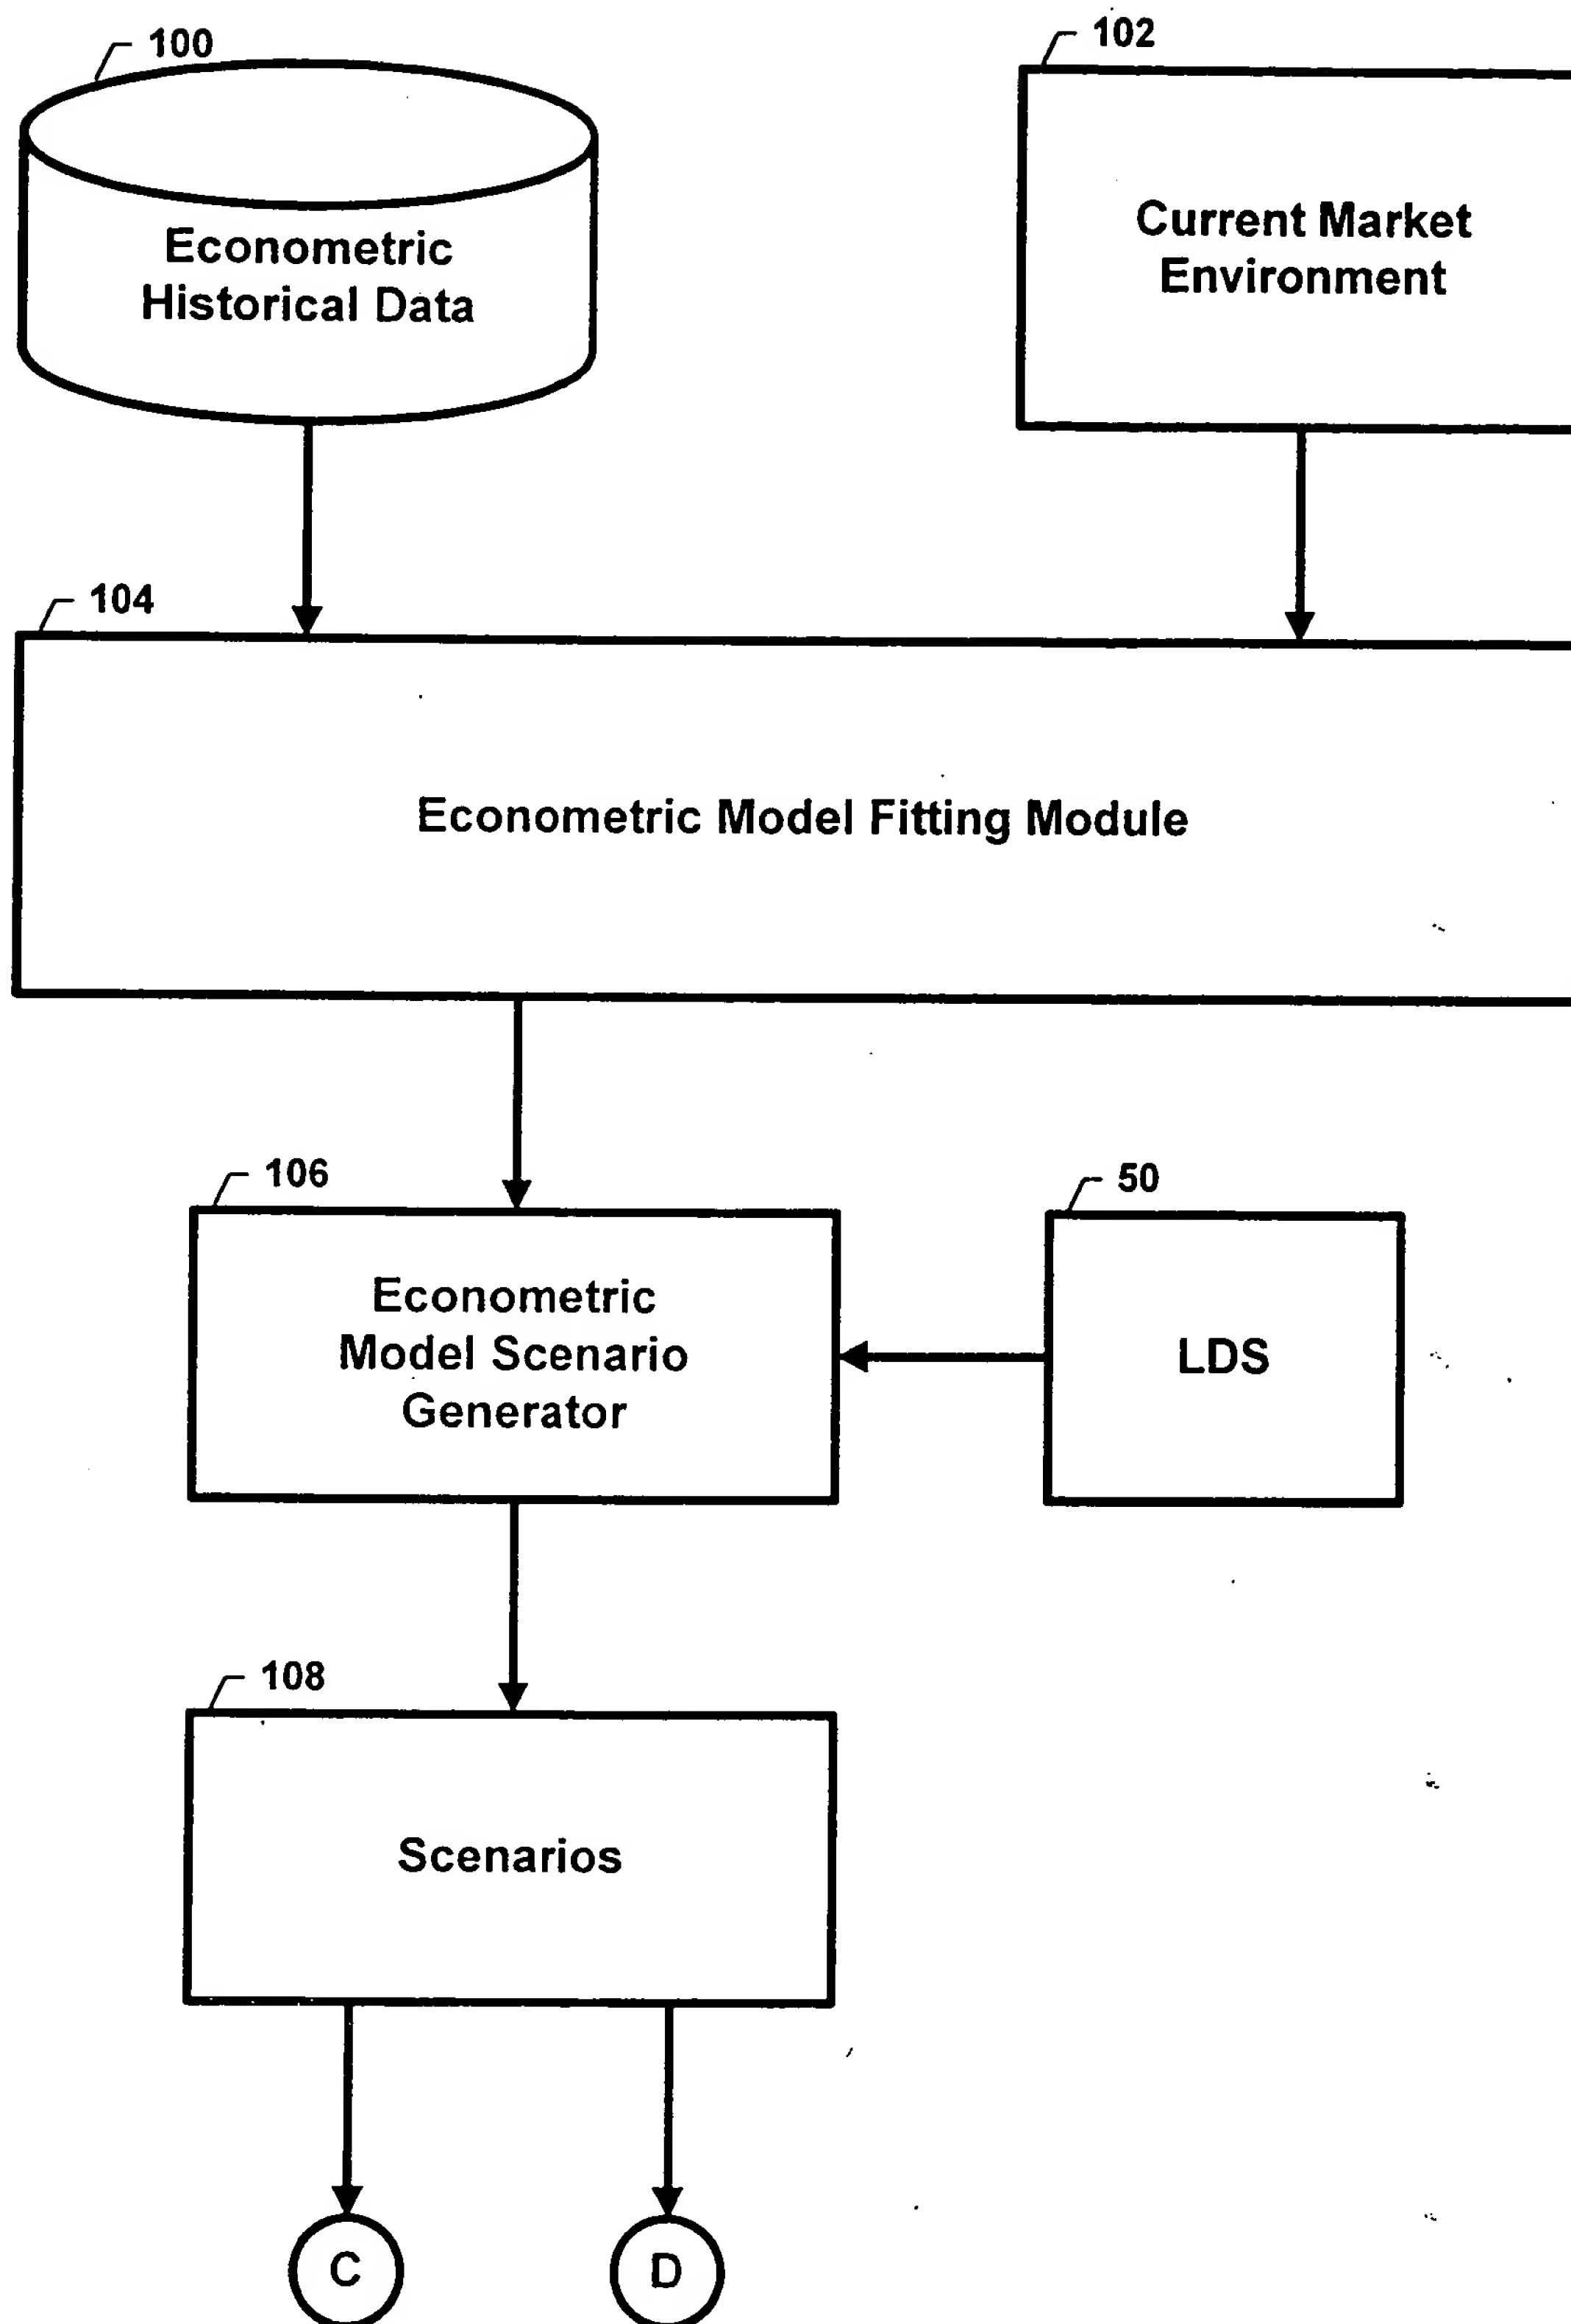 100
102
Econometric
Historical Data
Current Market
Environment
104
Econometric Model Fitting Module
106
50
Econometric
Model Scenario
Generator
LDS
108
Scenarios
C
D